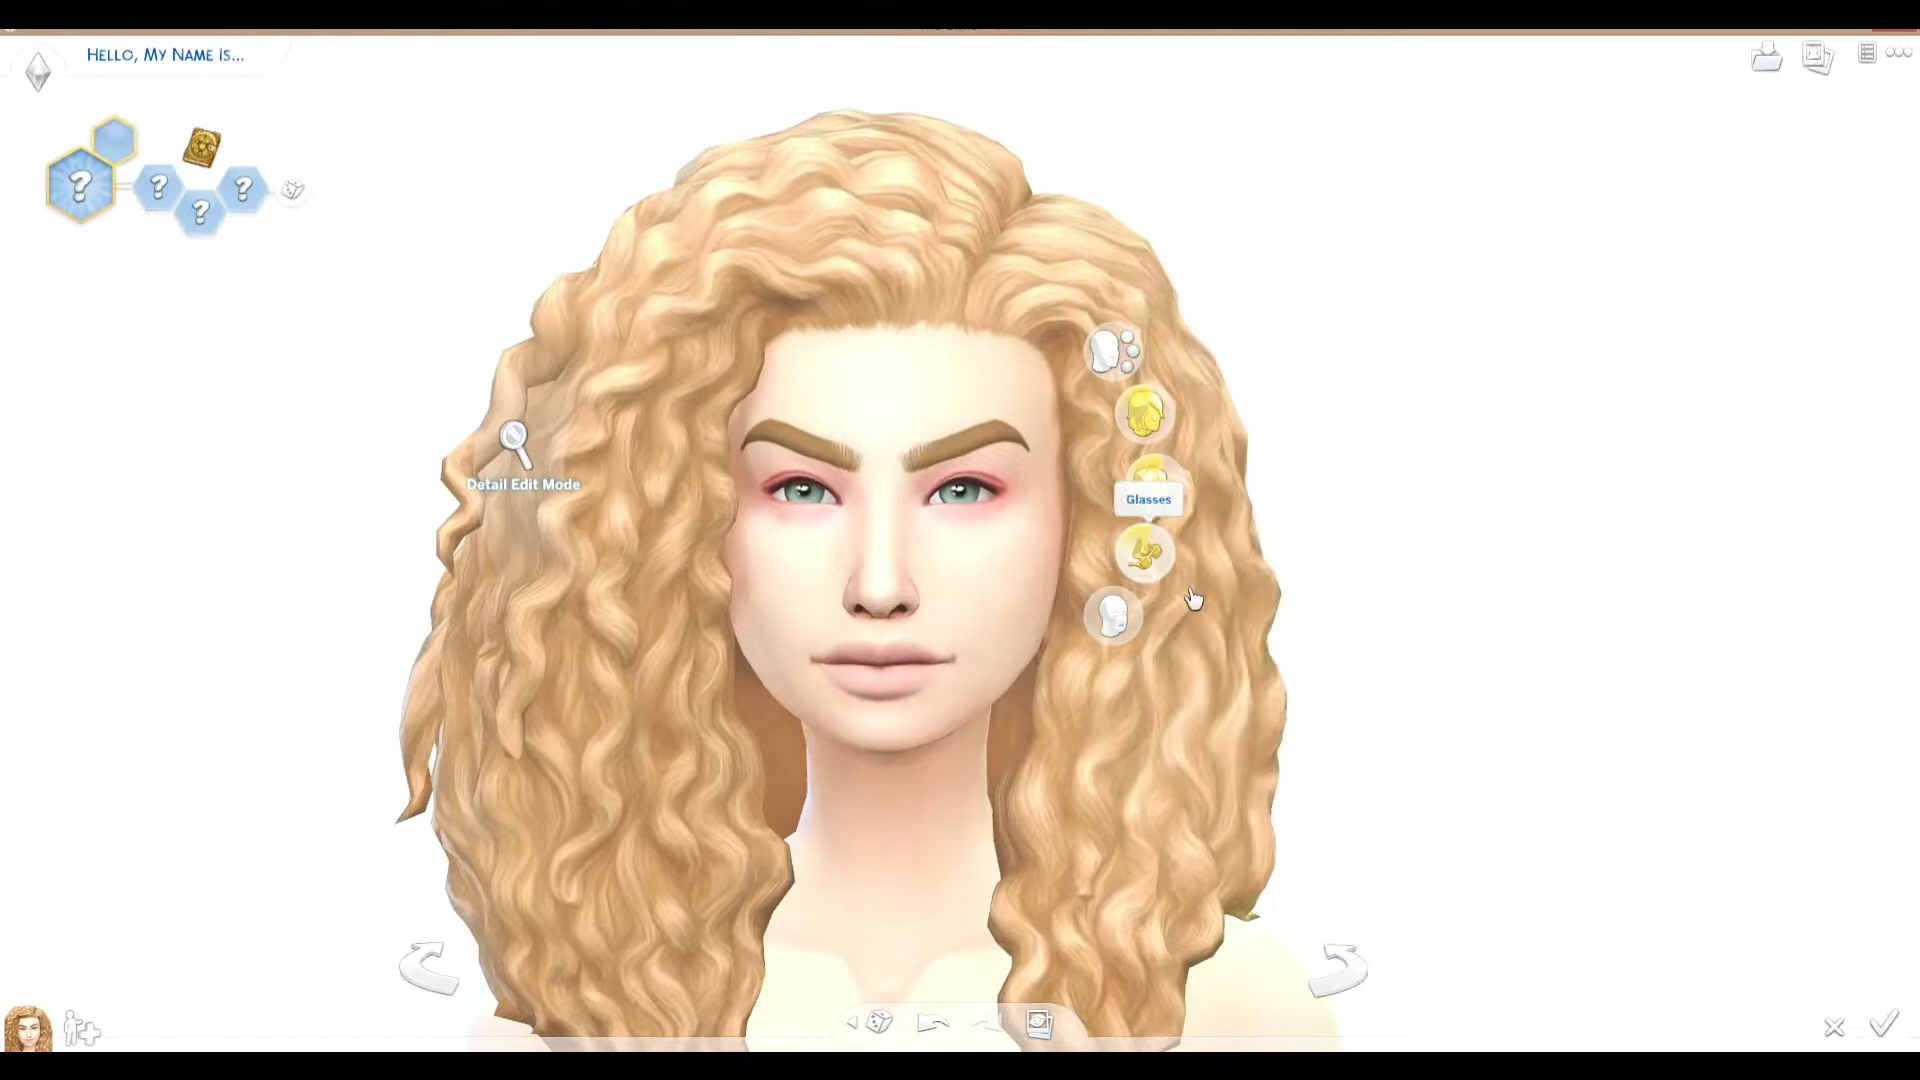 Hello, My Name is...
?
?
?
?
Detail Edit Mode
Glasses